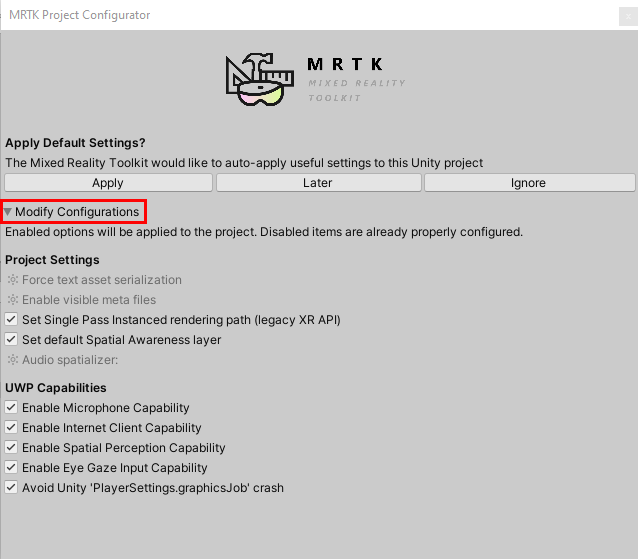 MRTK Project Configurator
MRTK
MIXED REALITY
TOOLKIT
Apply Default Settings?
The Mixed Reality Toolkit would like to auto-apply useful settings to this Unity project
Apply Later Ignore
Modify Configurations
Enabled options will be applied to the project. Disabled items are already properly configured.
Project Settings
Force text asset serialization
Enable visible meta files
Set Single Pass Instanced rendering path (legacy XR API)
Set default Spatial Awareness layer
Audio spatializer:
UWP Capabilities
Enable Microphone Capability
Enable Internet Client Capability
Enable Spatial Perception Capability
Enable Eye Gaze Input Capability
Avoid Unity 'PlayerSettings.graphicsJob' crash